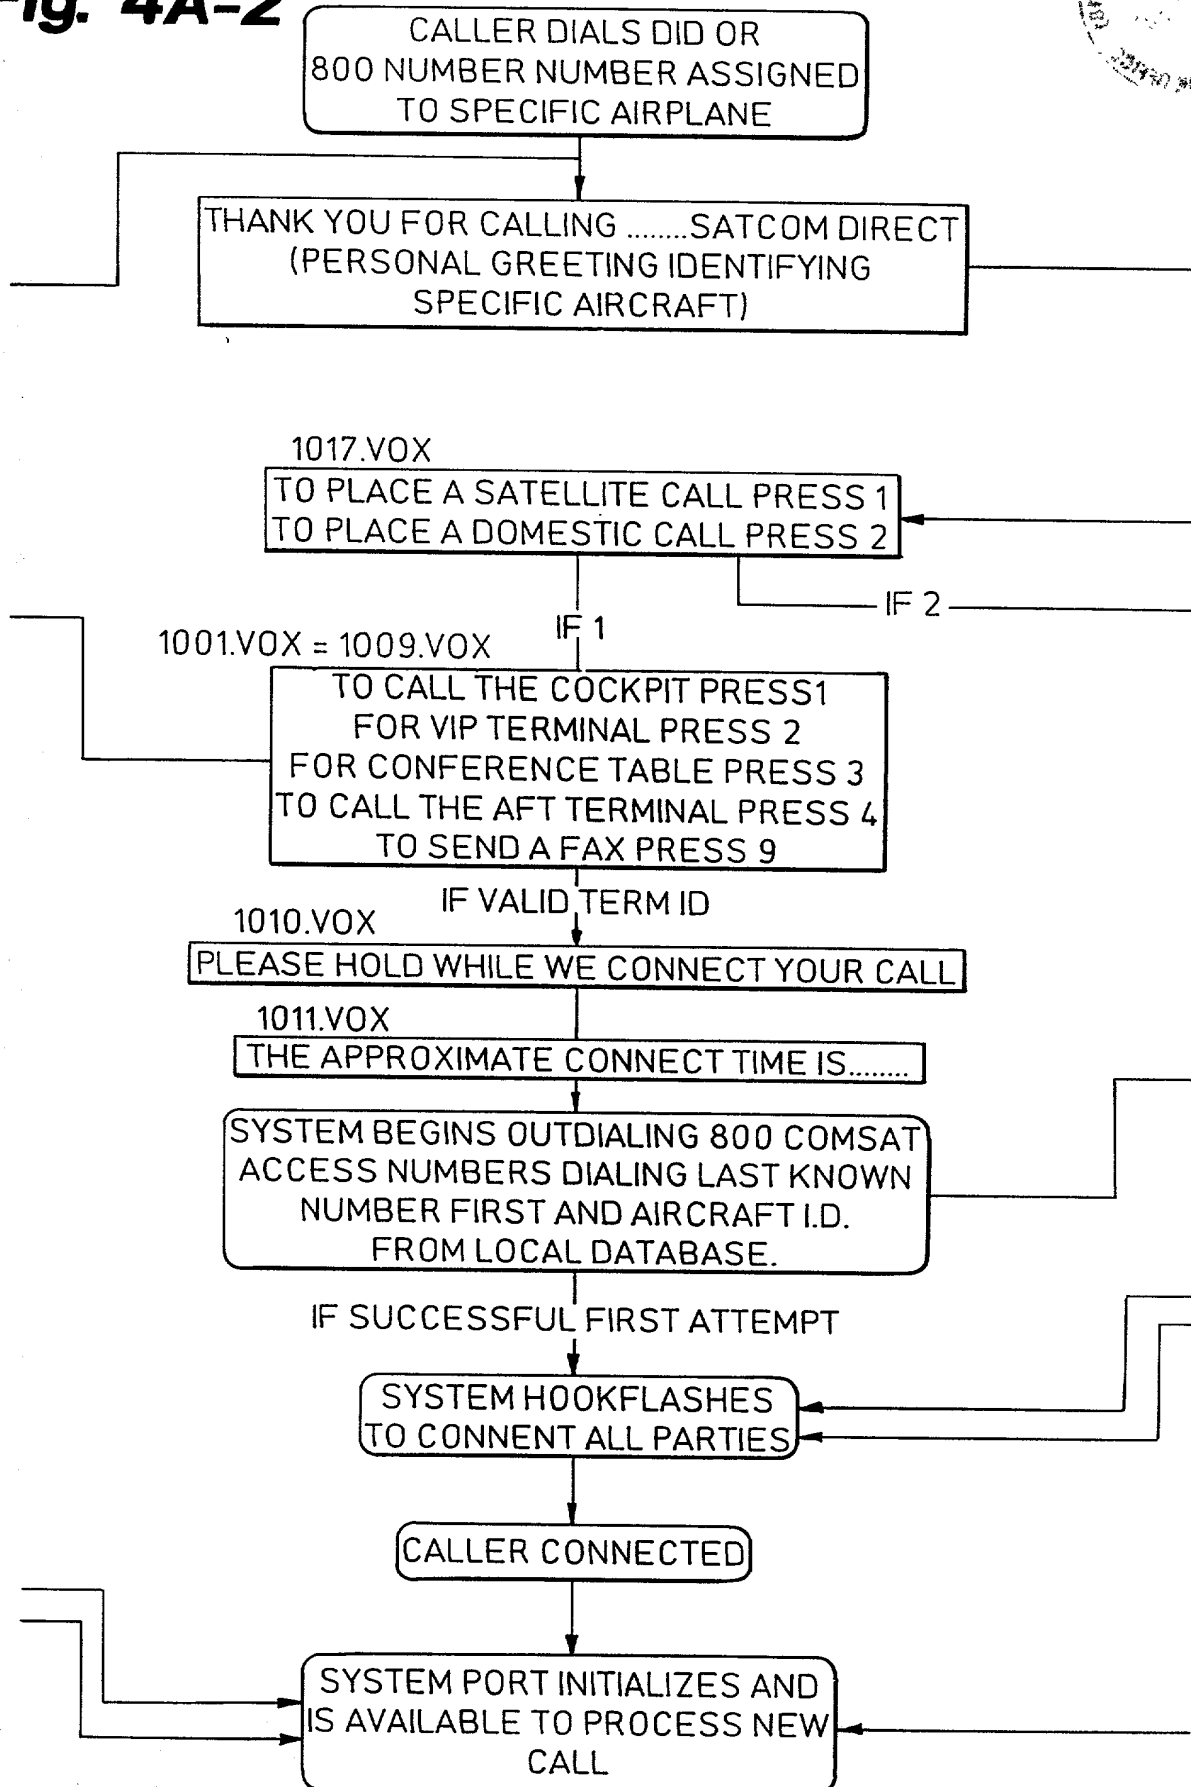 Fig. 4A-2
CALLER DIALS DID OR
800 NUMBER NUMBER ASSIGNED
TO SPECIFIC AIRPLANE
THANK YOU FOR CALLING ........SATCOM DIRECT
(PERSONAL GREETING IDENTIFYING
SPECIFIC AIRCRAFT)
1017.VOX
TO PLACE A SATELLITE CALL PRESS 1
TO PLACE A DOMESTIC CALL PRESS 2
IF 2
IF 1
1001.VOX = 1009.VOX
TO CALL THE COCKPIT PRESS1
FOR VIP TERMINAL PRESS 2
FOR CONFERENCE TABLE PRESS 3
TO CALL THE AFT TERMINAL PRESS 4
TO SEND A FAX PRESS 9
IF VALID TERM ID
1010.VOX
PLEASE HOLD WHILE WE CONNECT YOUR CALL
1011.VOX
THE APPROXIMATE CONNECT TIME IS........
SYSTEM BEGINS OUTDIALING 800 COMSAT
ACCESS NUMBERS DIALING LAST KNOWN
NUMBER FIRST AND AIRCRAFT I.D.
FROM LOCAL DATABASE.
IF SUCCESSFUL FIRST ATTEMPT
SYSTEM HOOKFLASHES
TO CONNENT ALL PARTIES
CALLER CONNECTED
SYSTEM PORT INITIALIZES AND
IS AVAILABLE TO PROCESS NEW
CALL